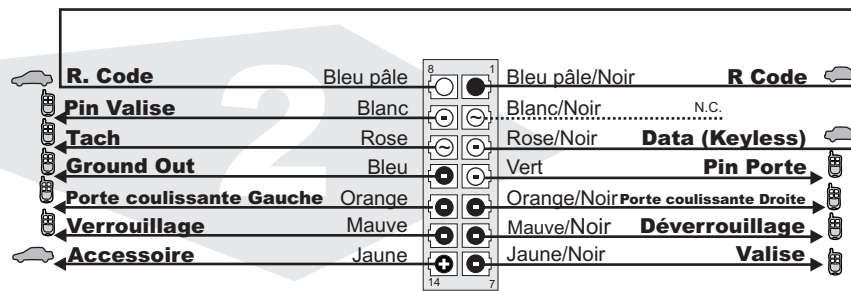 8 1
R. Code Bleu pâle Bleu pâle/Noir R Code
Pin Valise Blanc Blanc/Noir N.C.
Tach Rose Rose/Noir Data (Keyless)
Ground Out Bleu Vert Pin Porte
Porte coulissante Gauche Orange Orange/Noir Porte coulissante Droite
Verrouillage Mauve Mauve/Noir Déverrouillage
Accessoire Jaune Jaune/Noir Valise
14 7
2